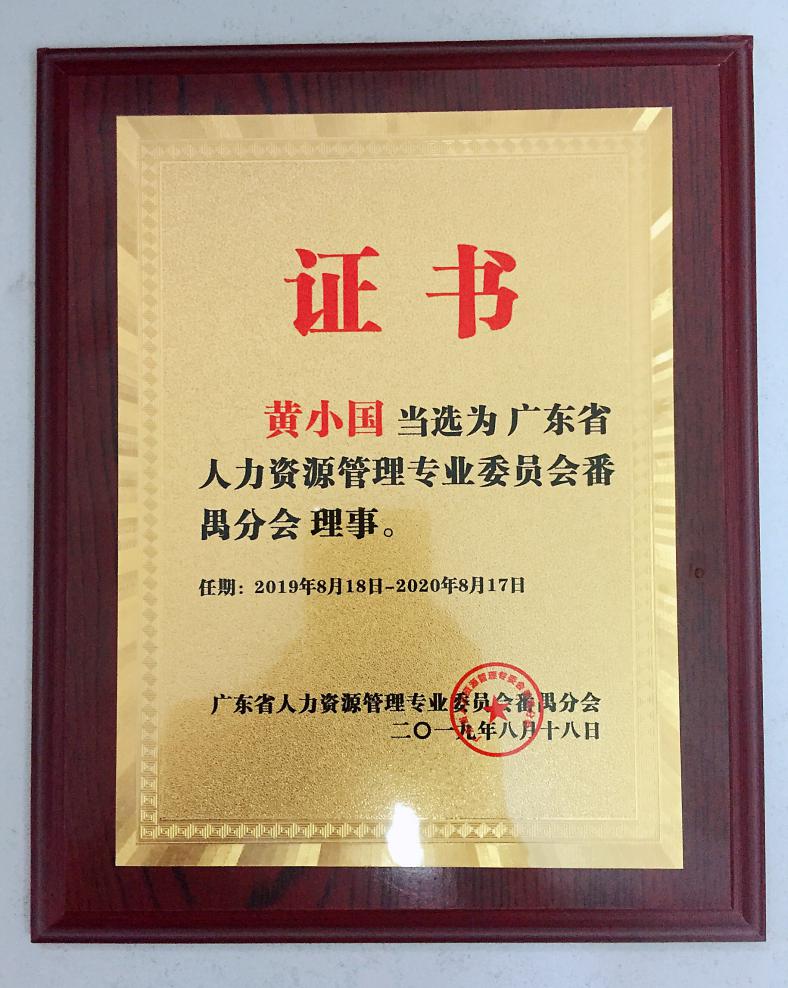 证书
黄小国 当选为 广东省
人力资源管理专业委员会番
禺分会 理事。
任期：2019年8月18日-2020年8月17日
广东省人力资源管理专业委员会番禺分会
二〇一九年八月十八日